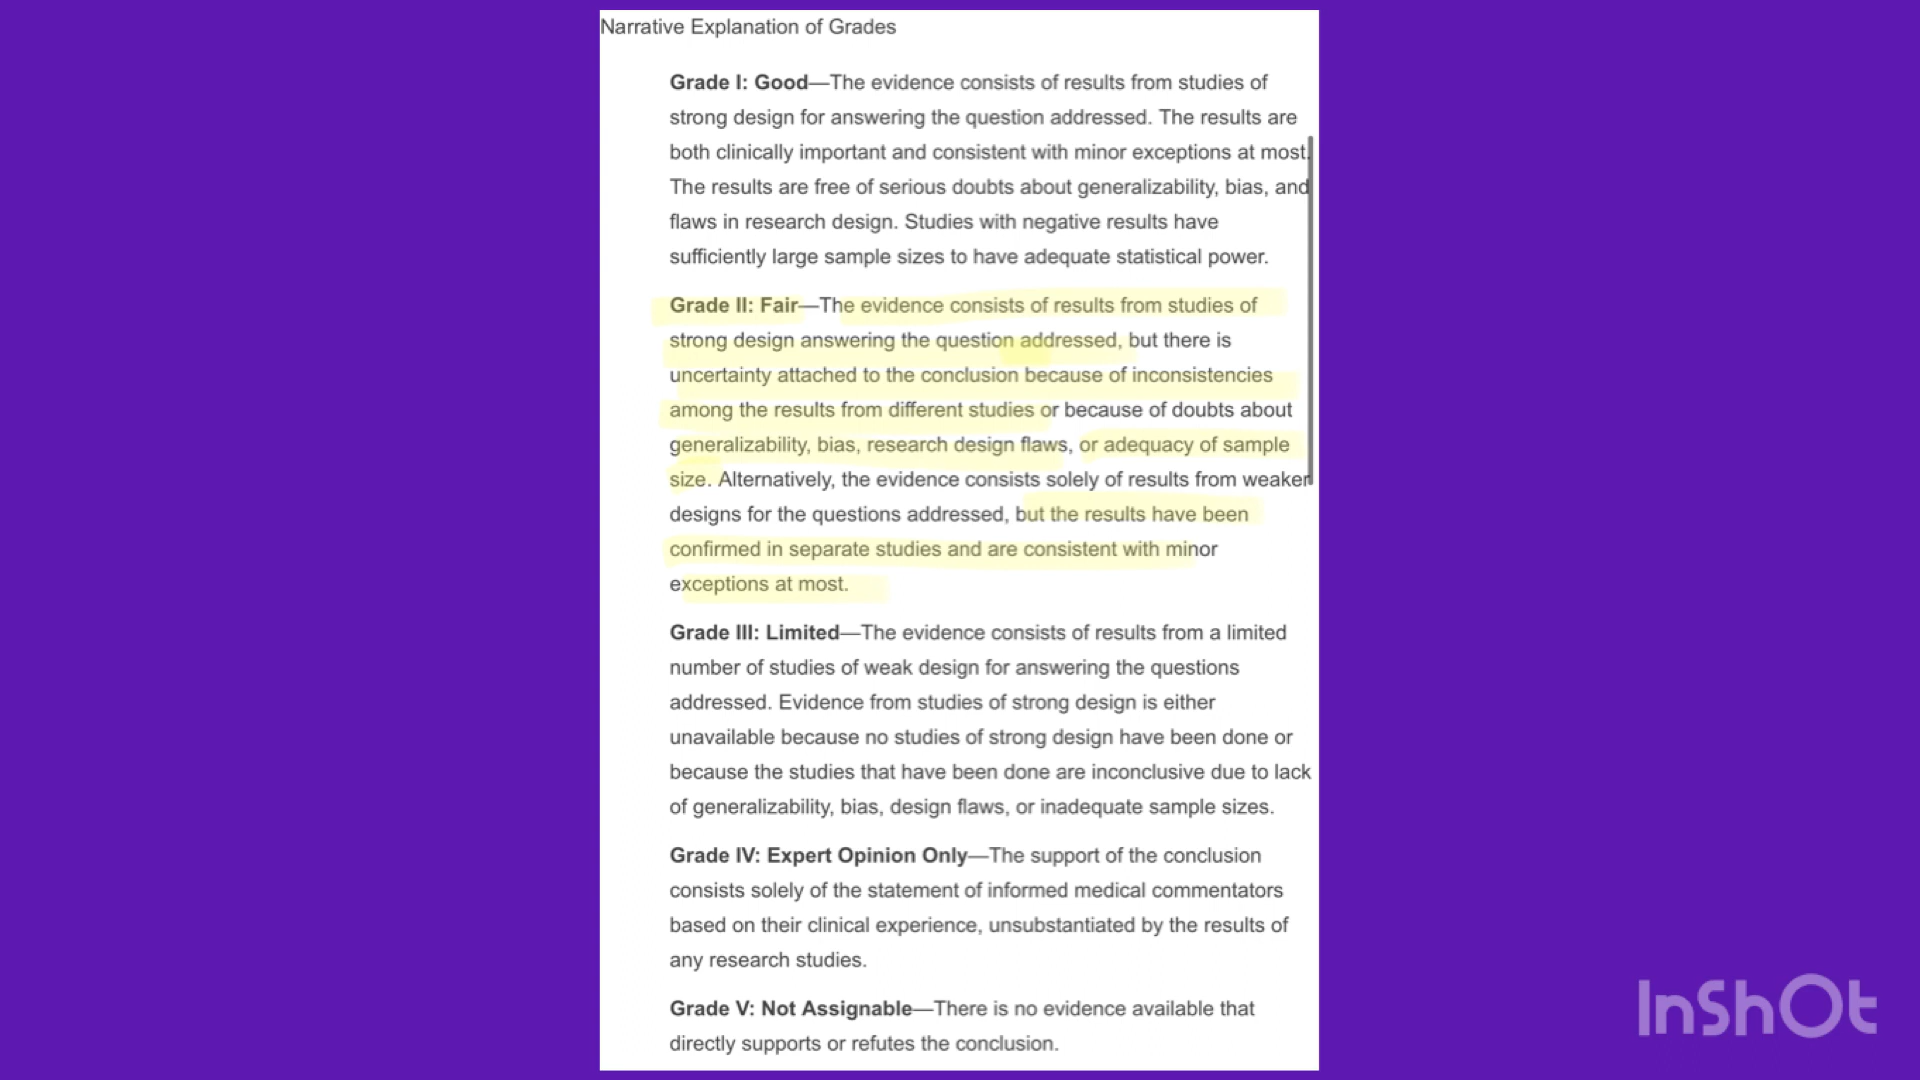 Narrative Explanation of Grades
Grade I: Good—The evidence consists of results from studies of
strong design for answering the question addressed. The results are
both clinically important and consistent with minor exceptions at most.
The results are free of serious doubts about generalizability, bias, and
flaws in research design. Studies with negative results have
sufficiently large sample sizes to have adequate statistical power.
Grade II: Fair—The evidence consists of results from studies of
strong design answering the question addressed, but there is
uncertainty attached to the conclusion because of inconsistencies
among the results from different studies or because of doubts about
generalizability, bias, research design flaws, or adequacy of sample
size. Alternatively, the evidence consists solely of results from weaker
designs for the questions addressed, but the results have been
confirmed in separate studies and are consistent with minor
exceptions at most.
Grade III: Limited—The evidence consists of results from a limited
number of studies of weak design for answering the questions
addressed. Evidence from studies of strong design is either
unavailable because no studies of strong design have been done or
because the studies that have been done are inconclusive due to lack
of generalizability, bias, design flaws, or inadequate sample sizes.
Grade IV: Expert Opinion Only—The support of the conclusion
consists solely of the statement of informed medical commentators
based on their clinical experience, unsubstantiated by the results of
any research studies.
Grade V: Not Assignable—There is no evidence available that
directly supports or refutes the conclusion.
InShOt